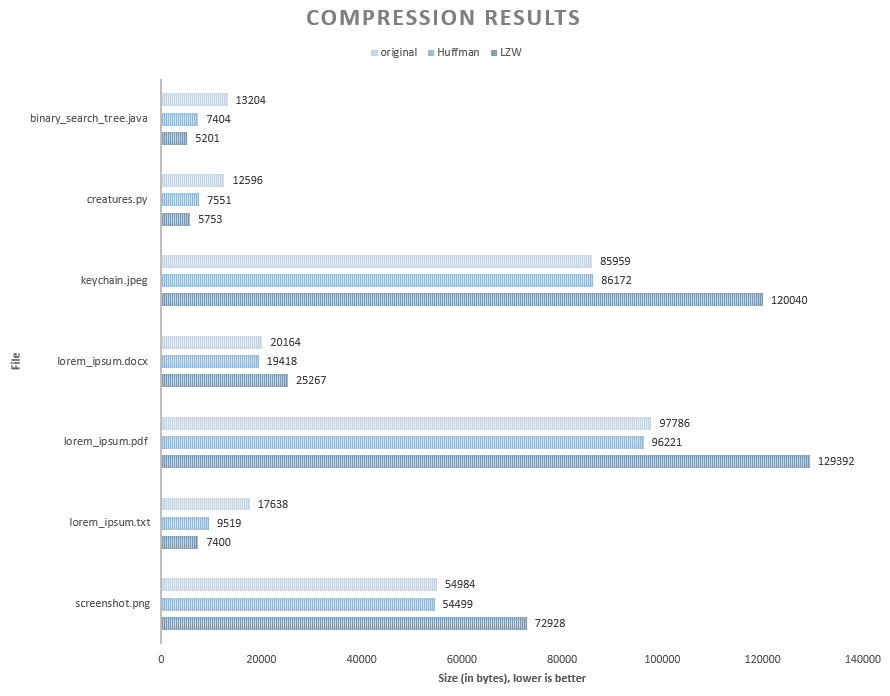 COMPRESSION RESULTS
original Huffman LZW
13204
binary_search_tree.java 7404
5201
12596
creatures.py 7551
5753
85959
keychain.jpeg 86172
120040
20164
lorem_ipsum.docx 19418
25267
97786
lorem_ipsum.pdf 96221
129392
17638
lorem_ipsum.txt 9519
7400
54984
screenshot.png 54499
72928
File
0 20000 40000 60000 80000 100000 120000 140000
Size (in bytes), lower is better